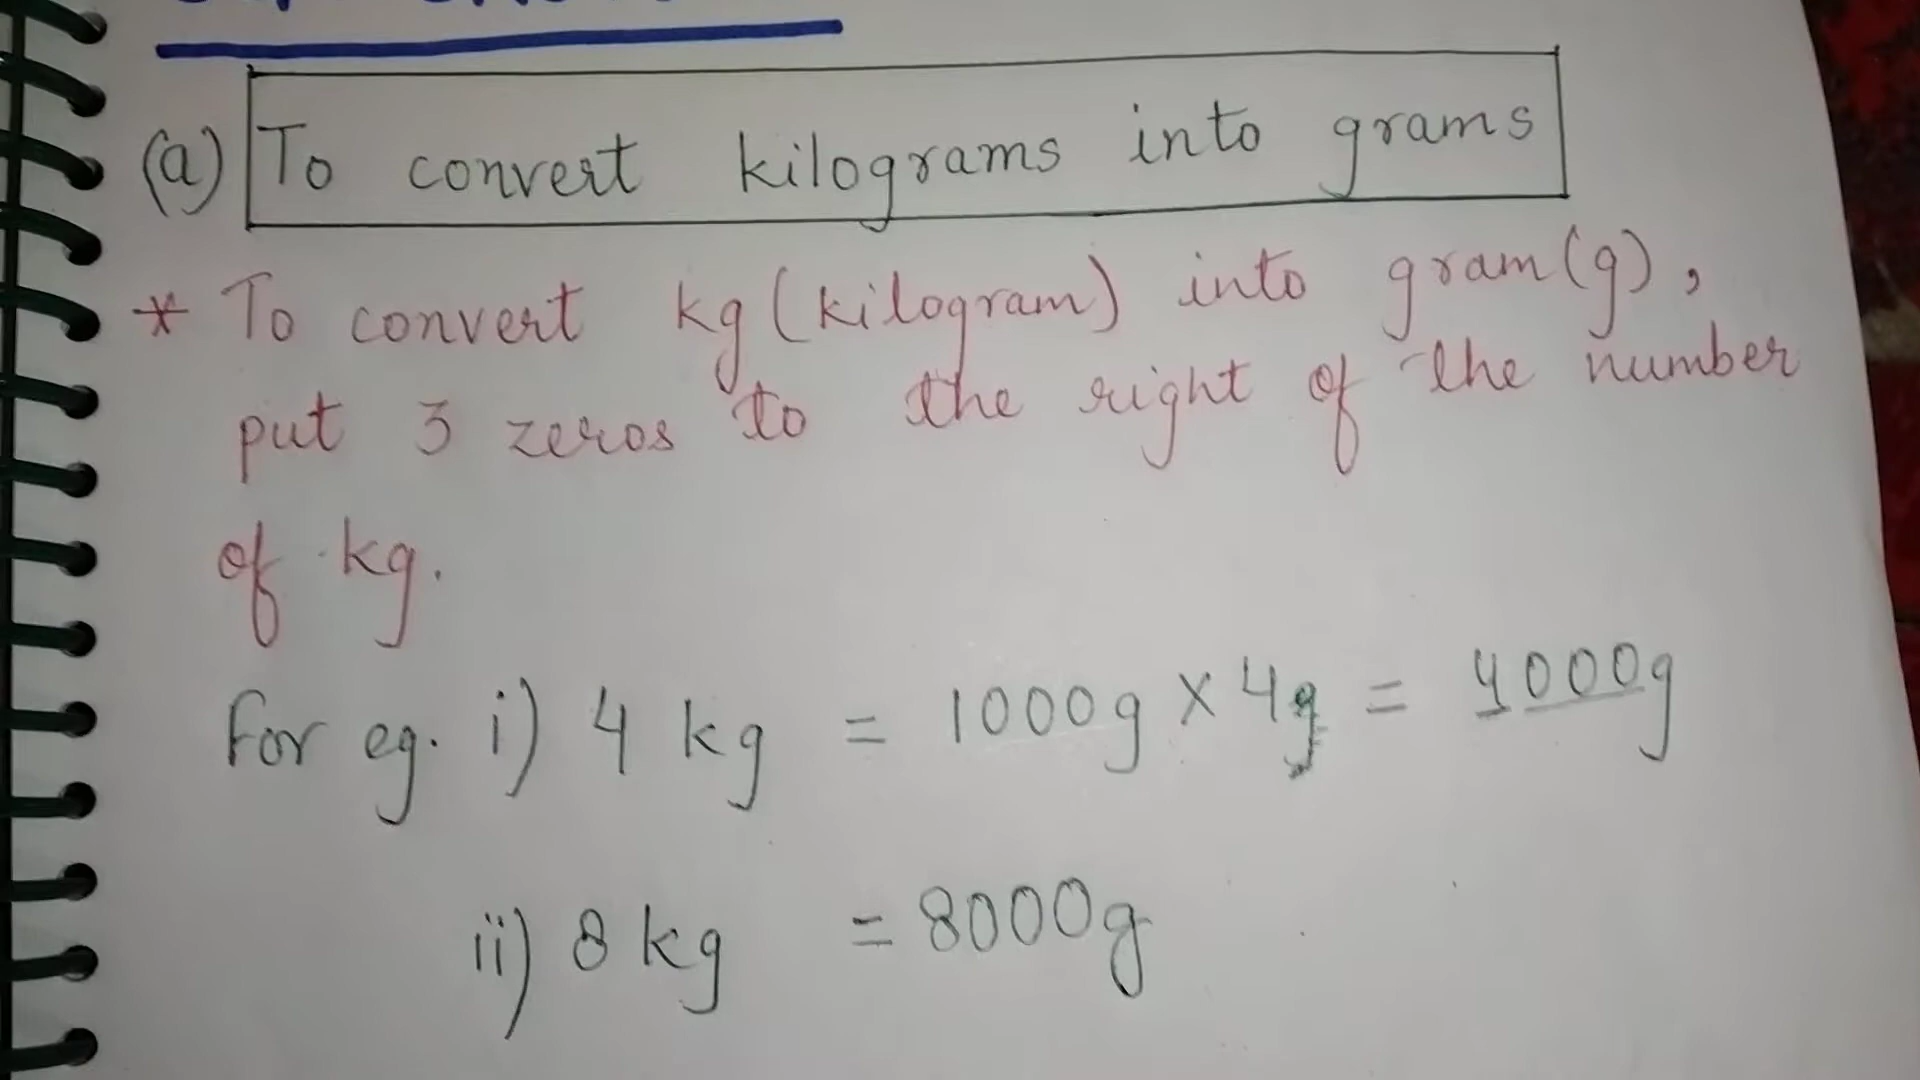 (a) To convert kilograms into grams
* To convert kg (kilogram) into gram(g),
put 3 zeros to the right of the number
of kg.
For eg. i) 4 kg = 1000g × 4g = 4000g
ii) 8 kg = 8000g